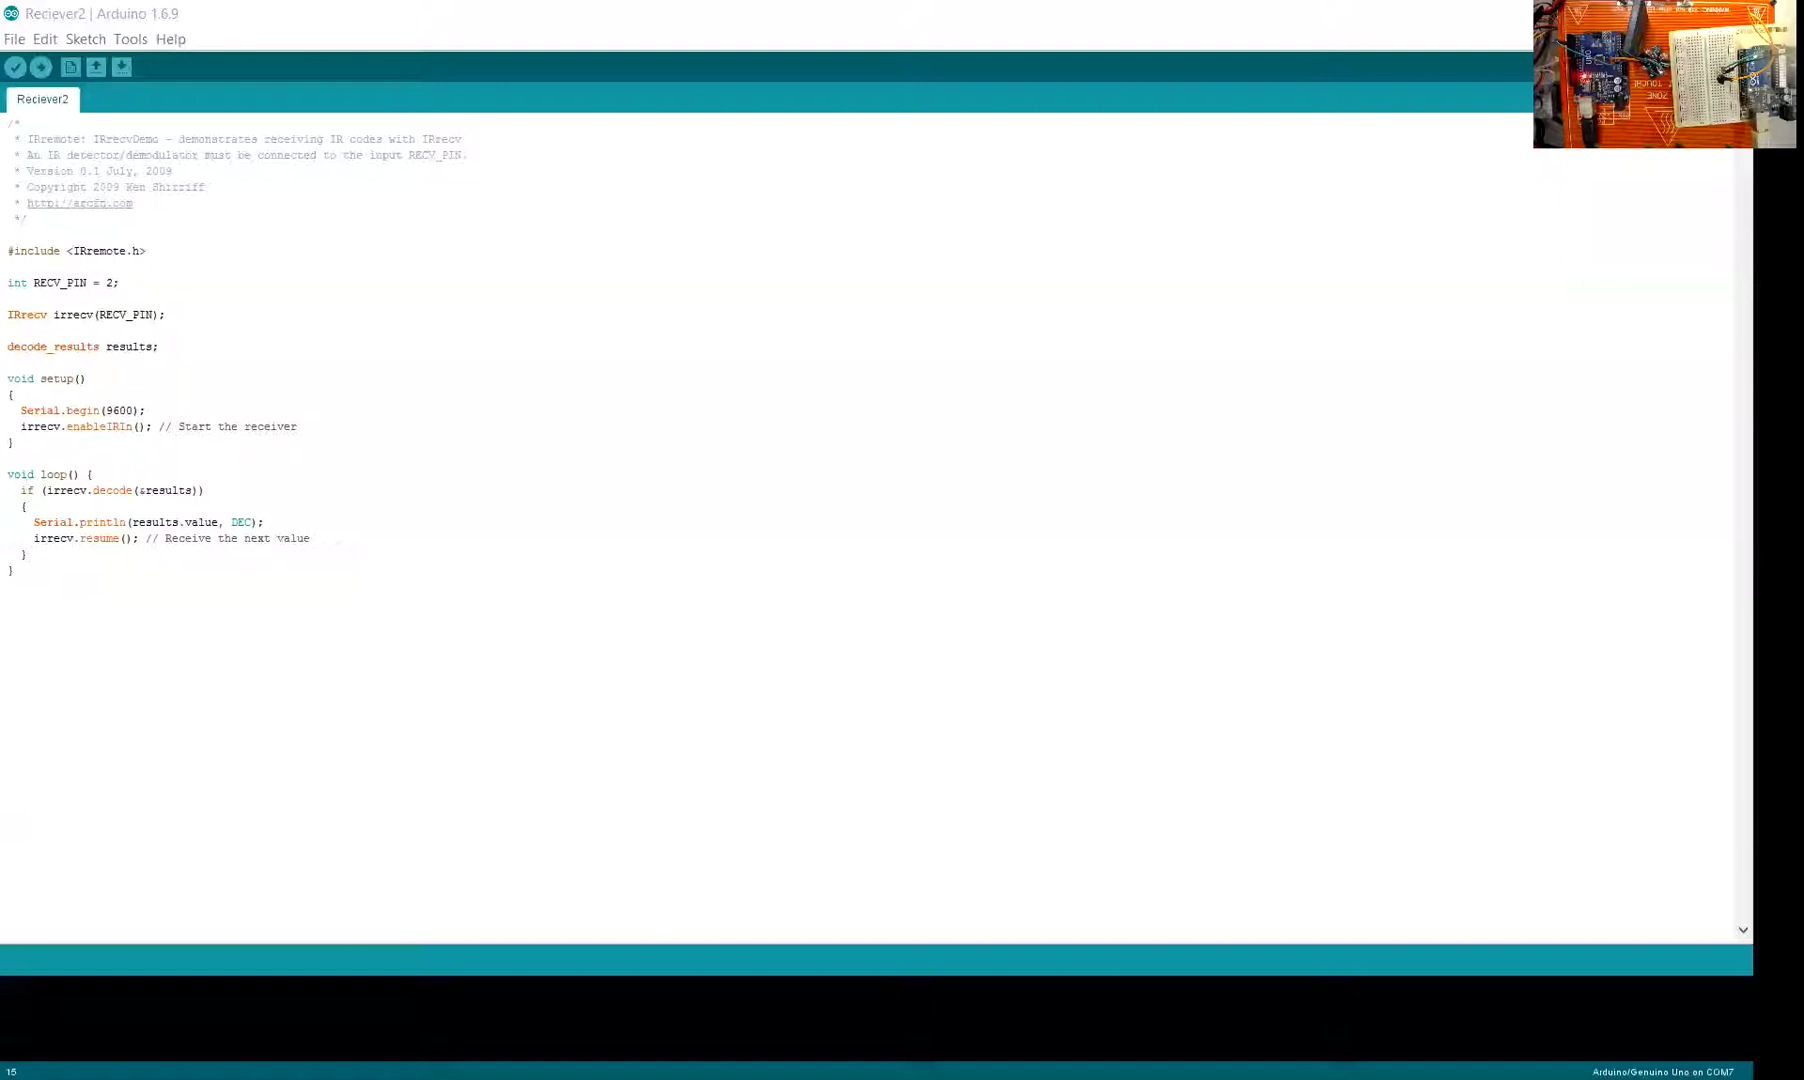 Reciever2 | Arduino 1.6.9
File Edit Sketch Tools Help
Reciever2
/*
* IRremote: IRrecvDemo - demonstrates receiving IR codes with IRrecv
* An IR detector/demodulator must be connected to the input RECV_PIN.
* Version 0.1 July, 2009
* Copyright 2009 Ken Shirriff
* http://arcfn.com
*/
#include <IRremote.h>
int RECV_PIN = 2;
IRrecv irrecv(RECV_PIN);
decode_results results;
void setup()
{
Serial.begin(9600);
irrecv.enableIRIn(); // Start the receiver
}
void loop() {
if (irrecv.decode(&results))
{
Serial.println(results.value, DEC);
irrecv.resume(); // Receive the next value
}
}
ZONE
TOUCH
15
Arduino/Genuino Uno on COM7